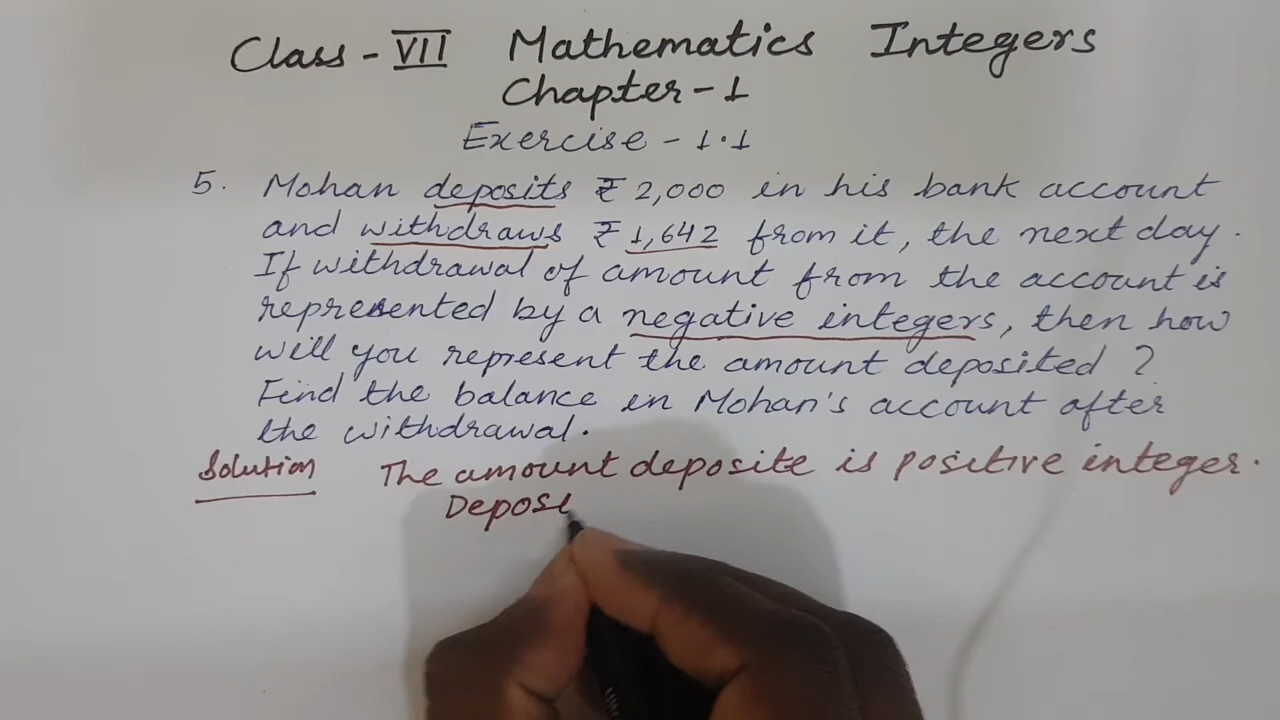 Class - VII Mathematics Integers
Chapter - 1
Exercise - 1.1
5. Mohan deposits ₹ 2,000 in his bank account
and withdraws ₹ 1,642 from it, the next day.
If withdrawal of amount from the account is
represented by a negative integers, then how
will you represent the amount deposited ?
Find the balance in Mohan's account after
the withdrawal.
Solution The amount deposite is positive integer.
Depos